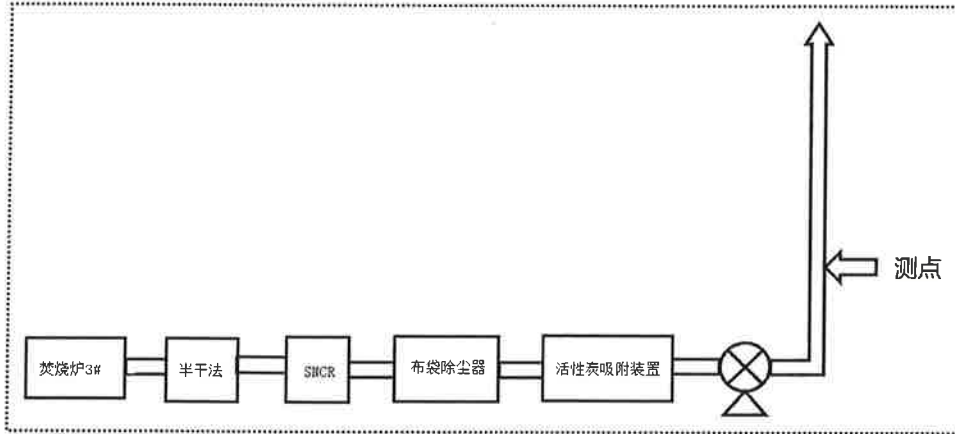 测点
焚烧炉3#
半干法
SNCR
布袋除尘器
活性炭吸附装置